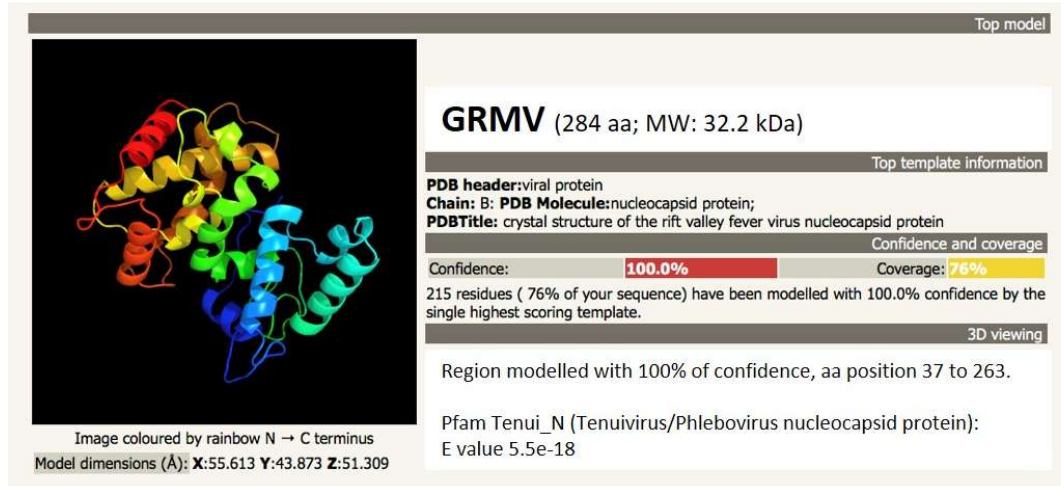 Top model
GRMV (284 aa; MW: 32.2 kDa)
Top template information
PDB header:viral protein
Chain: B: PDB Molecule:nucleocapsid protein;
PDBTitle: crystal structure of the rift valley fever virus nucleocapsid protein
Confidence and coverage
Confidence: 100.0% Coverage: 76%
215 residues ( 76% of your sequence) have been modelled with 100.0% confidence by the
single highest scoring template.
3D viewing
Region modelled with 100% of confidence, aa position 37 to 263.
Pfam Tenui_N (Tenuivirus/Phlebovirus nucleocapsid protein):
E value 5.5e-18
Image coloured by rainbow N → C terminus
Model dimensions (Å): X:55.613 Y:43.873 Z:51.309